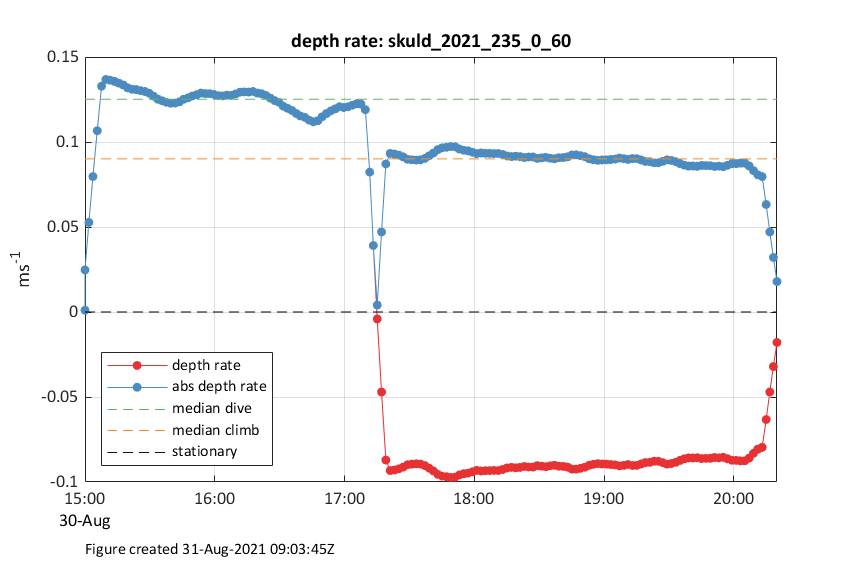 depth rate: skuld_2021_235_0_60
0.15
0.1
0.05
0
-0.05
-0.1
ms-1
depth rate
abs depth rate
median dive
median climb
stationary
15:00 16:00 17:00 18:00 19:00 20:00
30-Aug
Figure created 31-Aug-2021 09:03:45Z